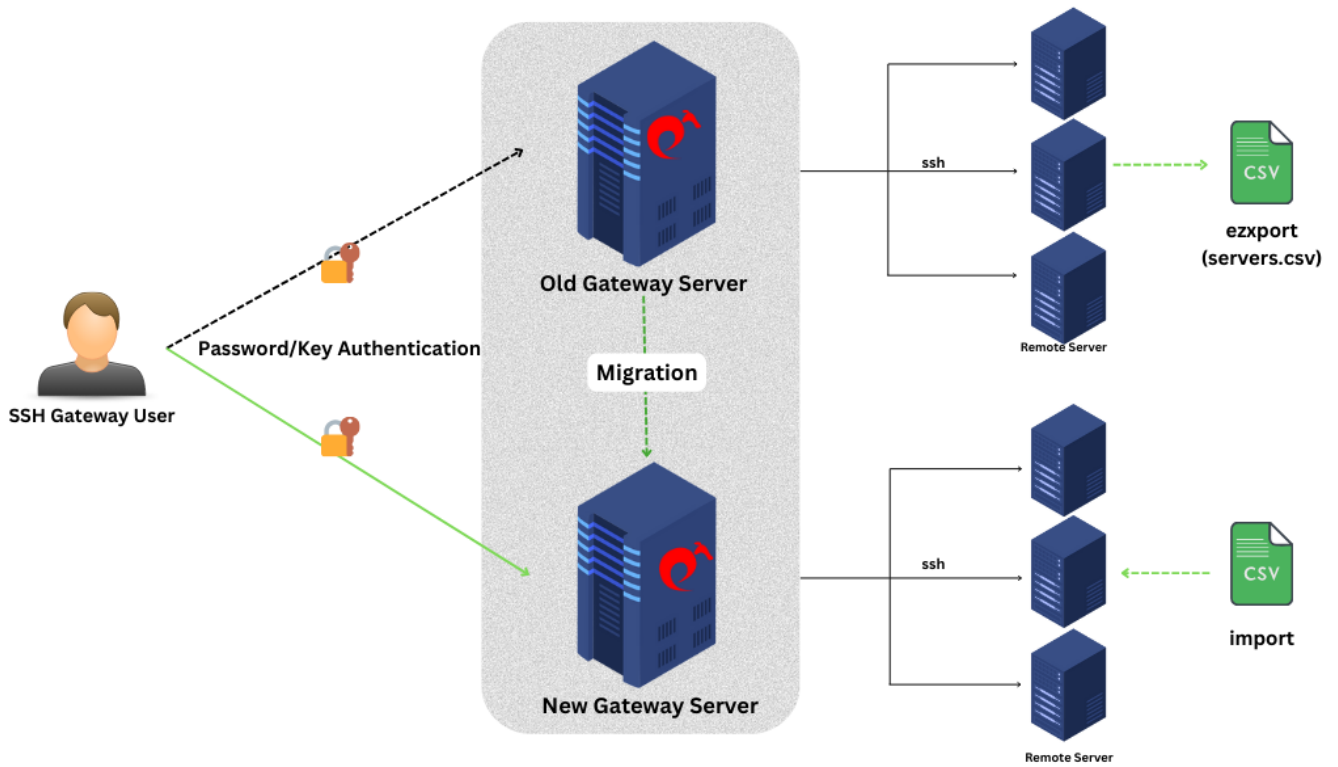 ssh
CSV
ezxport
(servers.csv)
Old Gateway Server
Remote Server
Password/Key Authentication
Migration
SSH Gateway User
ssh
CSV
import
New Gateway Server
Remote Server